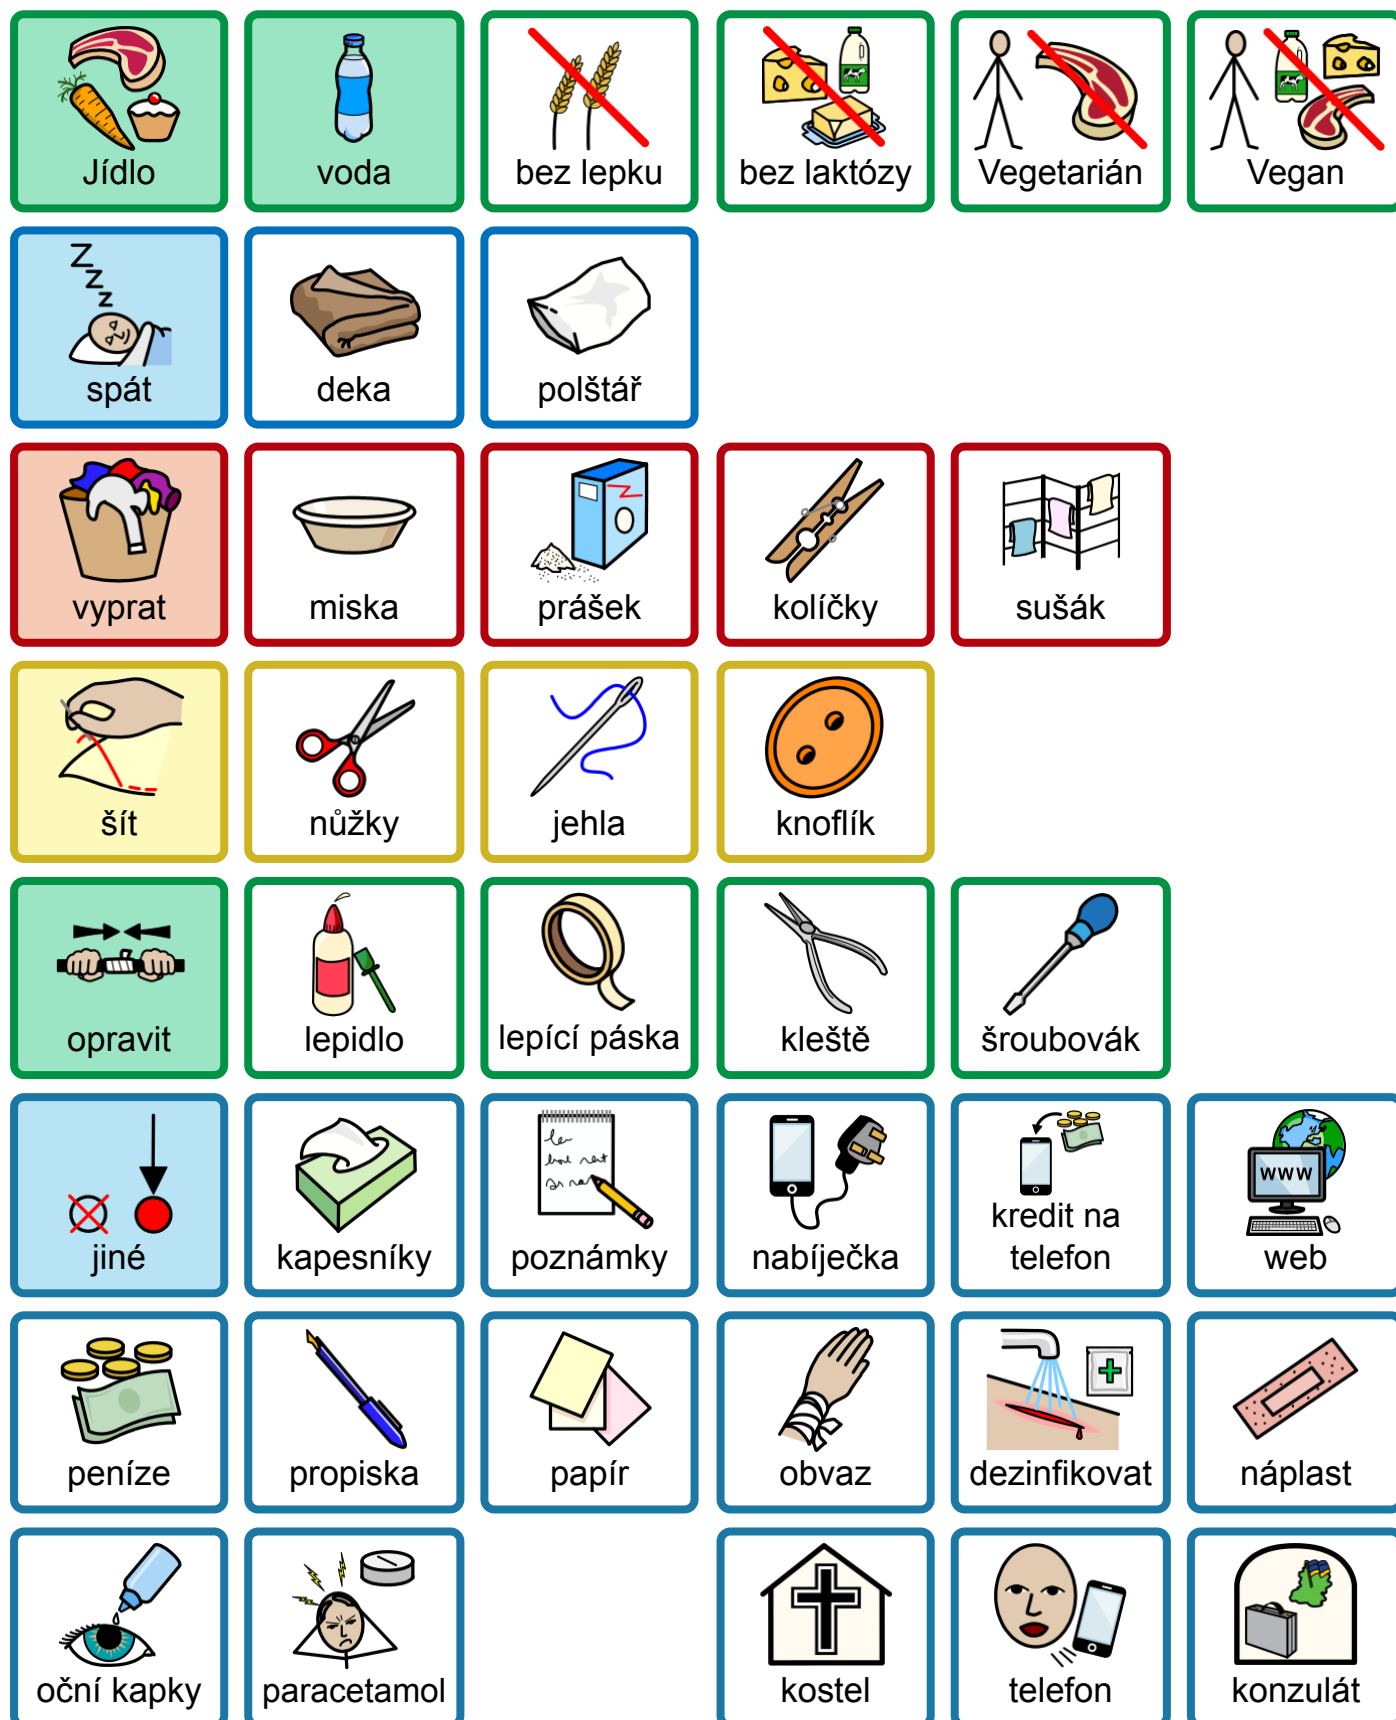 Jídlo
voda
bez lepku
bez laktózy
Vegetarián
Vegan
Z
z
z
spát
deka
polštář
vyprat
miska
prášek
kolíčky
sušák
šít
nůžky
jehla
knoflík
opravit
lepidlo
lepící páska
kleště
šroubovák
jiné
kapesníky
poznámky
nabíječka
kredit na
telefon
www
web
peníze
propiska
papír
obvaz
dezinfikovat
náplast
oční kapky
paracetamol
kostel
telefon
konzulát